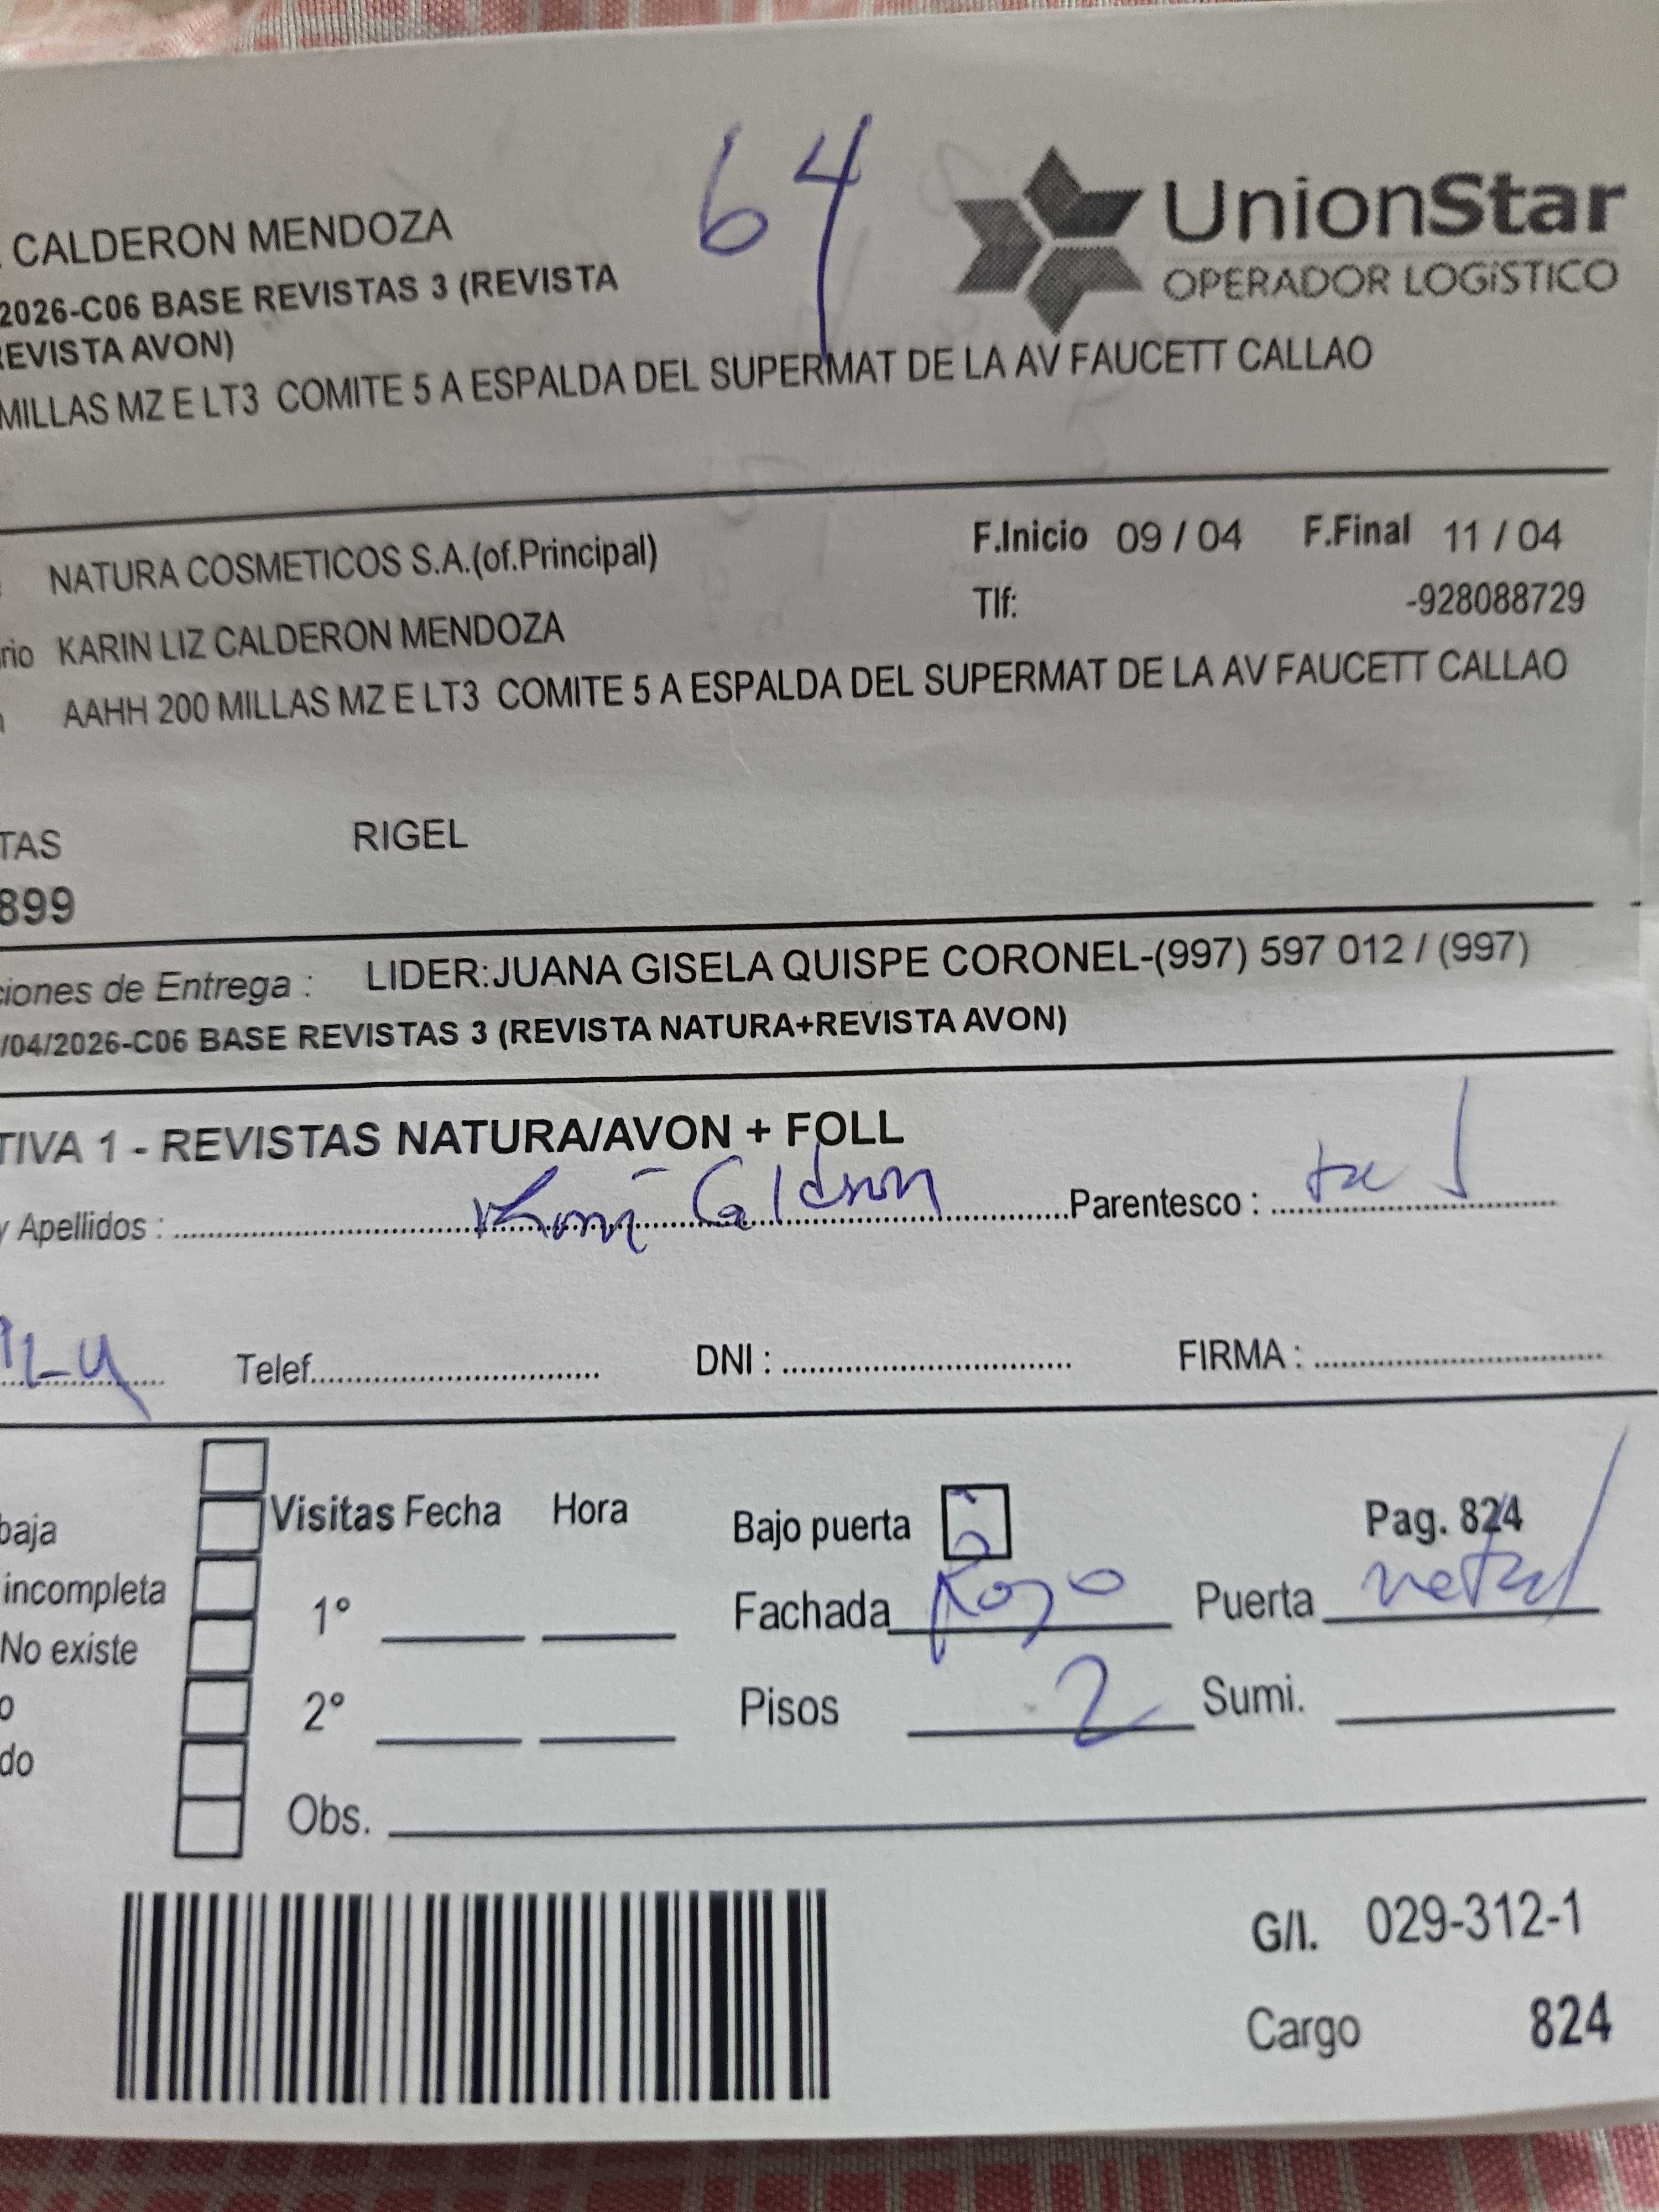 64
UnionStar
OPERADOR LOGÍSTICO
CALDERON MENDOZA
2026-C06 BASE REVISTAS 3 (REVISTA
REVISTA AVON)
MILLAS MZ E LT3 COMITE 5 A ESPALDA DEL SUPERMAT DE LA AV FAUCETT CALLAO
NATURA COSMETICOS S.A.(of.Principal) F.Inicio 09 / 04 F.Final 11 / 04
Tlf: -928088729
rio KARIN LIZ CALDERON MENDOZA
AAHH 200 MILLAS MZ E LT3 COMITE 5 A ESPALDA DEL SUPERMAT DE LA AV FAUCETT CALLAO
TAS RIGEL
899
ciones de Entrega : LIDER:JUANA GISELA QUISPE CORONEL-(997) 597 012 / (997)
/04/2026-C06 BASE REVISTAS 3 (REVISTA NATURA+REVISTA AVON)
TIVA 1 - REVISTAS NATURA/AVON + FOLL
y Apellidos : Calderon Parentesco :
Telef. DNI : FIRMA :
Visitas Fecha Hora Bajo puerta Pag. 824
baja
incompleta 1° Fachada Rojo Puerta metal
No existe
o 2° Pisos 2 Sumi.
do
Obs.
G/I. 029-312-1
Cargo 824